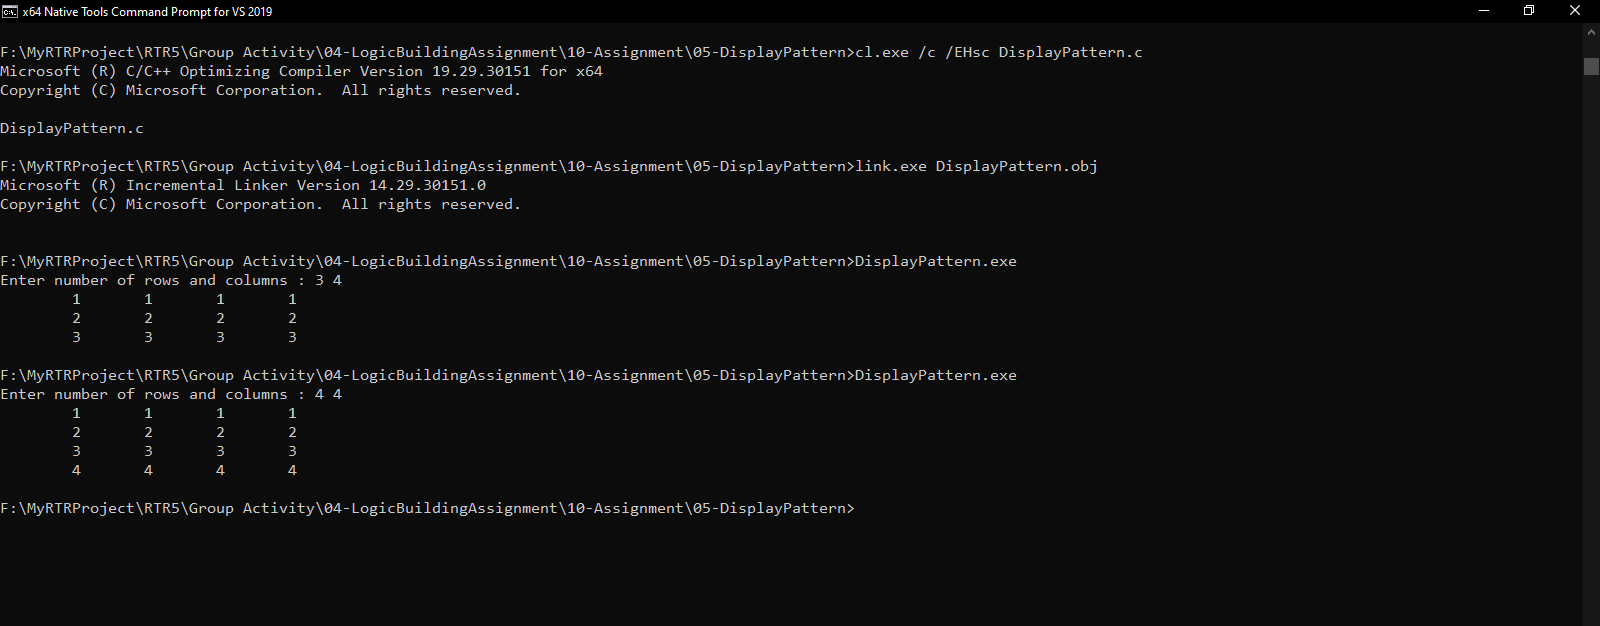 x64 Native Tools Command Prompt for VS 2019
F:\MyRTRProject\RTR5\Group Activity\04-LogicBuildingAssignment\10-Assignment\05-DisplayPattern>cl.exe /c /EHsc DisplayPattern.c
Microsoft (R) C/C++ Optimizing Compiler Version 19.29.30151 for x64
Copyright (C) Microsoft Corporation.  All rights reserved.
DisplayPattern.c
F:\MyRTRProject\RTR5\Group Activity\04-LogicBuildingAssignment\10-Assignment\05-DisplayPattern>link.exe DisplayPattern.obj
Microsoft (R) Incremental Linker Version 14.29.30151.0
Copyright (C) Microsoft Corporation.  All rights reserved.
F:\MyRTRProject\RTR5\Group Activity\04-LogicBuildingAssignment\10-Assignment\05-DisplayPattern>DisplayPattern.exe
Enter number of rows and columns : 3 4
        1       1       1       1
        2       2       2       2
        3       3       3       3
F:\MyRTRProject\RTR5\Group Activity\04-LogicBuildingAssignment\10-Assignment\05-DisplayPattern>DisplayPattern.exe
Enter number of rows and columns : 4 4
        1       1       1       1
        2       2       2       2
        3       3       3       3
        4       4       4       4
F:\MyRTRProject\RTR5\Group Activity\04-LogicBuildingAssignment\10-Assignment\05-DisplayPattern>